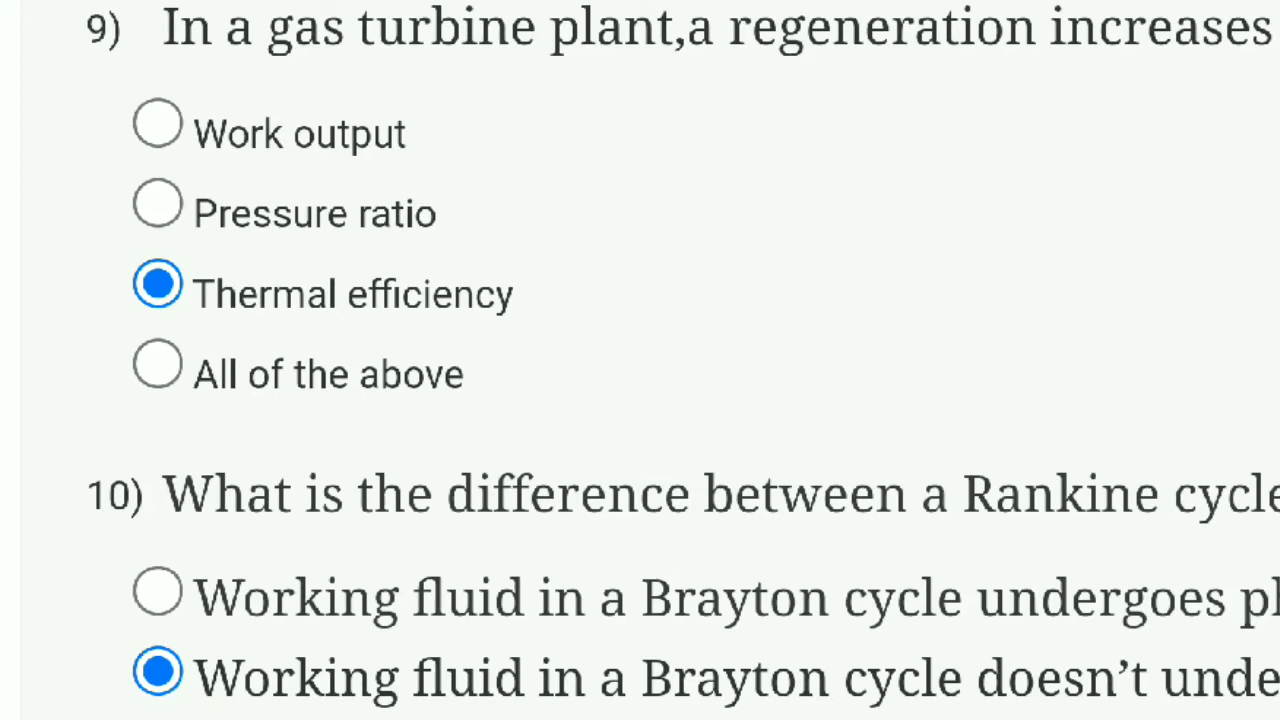 9) In a gas turbine plant,a regeneration increases
Work output
Pressure ratio
Thermal efficiency
All of the above
10) What is the difference between a Rankine
Working fluid in a Brayton cycle undergoes
Working fluid in a Brayton cycle doesn’t